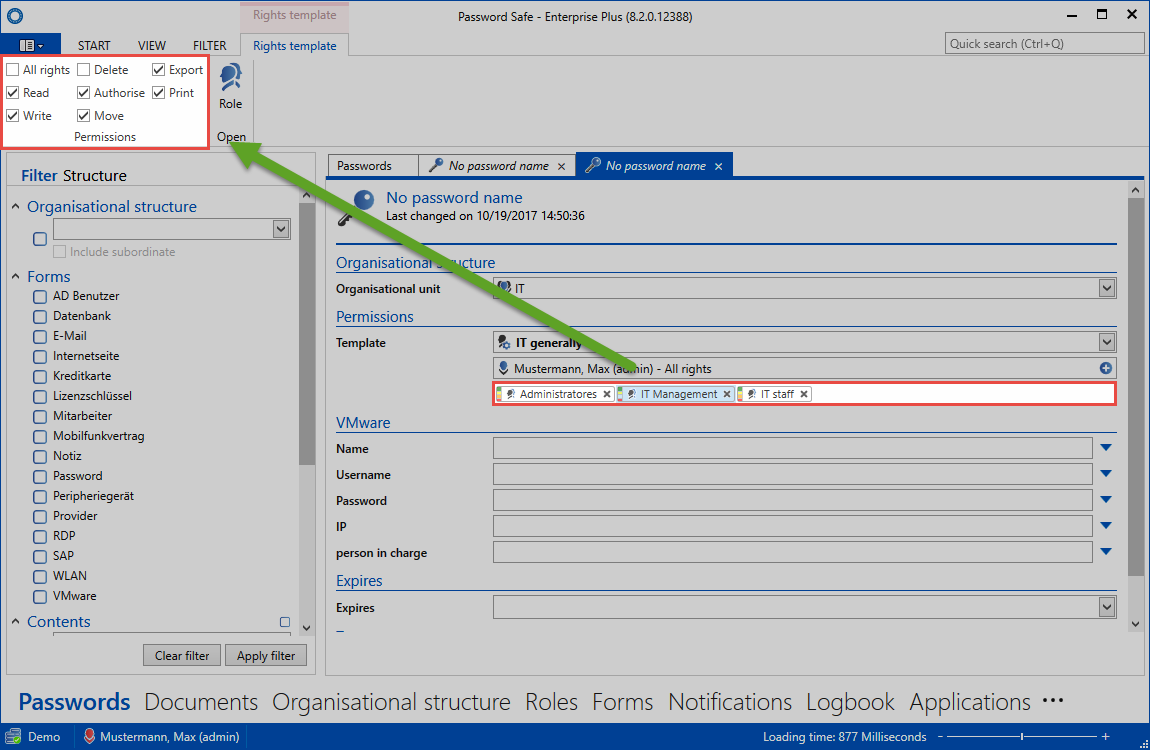 Rights template
Password Safe - Enterprise Plus (8.2.0.12388)
START VIEW FILTER Rights template
Quick search (Ctrl+Q)
All rights Delete Export
Read Authorise Print
Write Move
Permissions
Role
Open
Filter Structure
Organisational structure
Include subordinate
Forms
AD Benutzer
Datenbank
E-Mail
Internetseite
Kreditkarte
Lizenzschlüssel
Mitarbeiter
Mobilfunkvertrag
Notiz
Password
Peripheriegerät
Provider
RDP
SAP
WLAN
VMware
Contents
Clear filter Apply filter
Passwords No password name No password name
No password name
Last changed on 10/19/2017 14:50:36
Organisational structure
Organisational unit IT
Permissions
Template IT generally
Mustermann, Max (admin) - All rights
Administratores IT Management IT staff
VMware
Name
Username
Password
IP
person in charge
Expires
Expires
Passwords Documents Organisational structure Roles Forms Notifications Logbook Applications ...
Demo Mustermann, Max (admin) Loading time: 877 Milliseconds - +